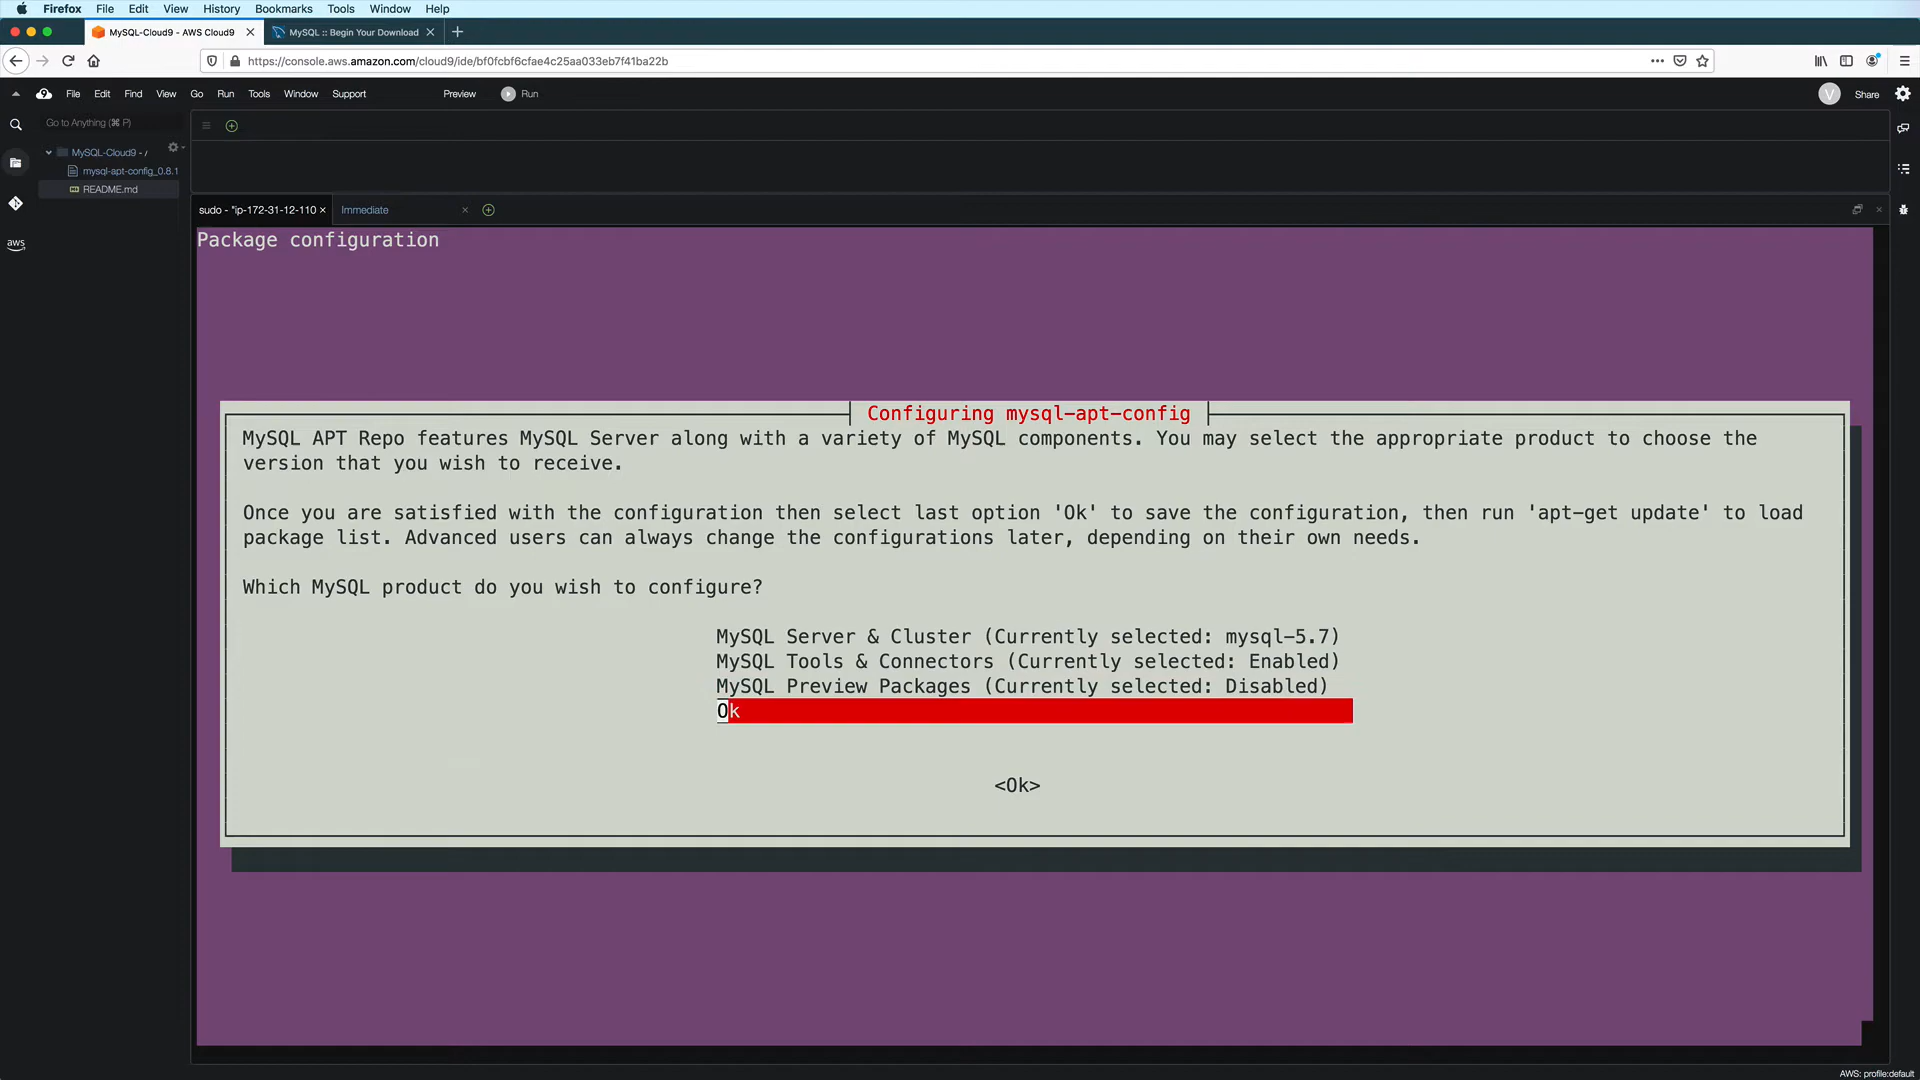 Firefox File Edit View History Bookmarks Tools Window Help
MySQL-Cloud9 - AWS Cloud9
MySQL :: Begin Your Download
https://console.aws.amazon.com/cloud9/ide/bf0fcbf6cfae4c25aa033eb7f41ba22b
File Edit Find View Go Run Tools Window Support Preview Run
V Share
Go to Anything (⌘ P)
MySQL-Cloud9 - /
mysql-apt-config_0.8.1
README.md
aws
sudo - "ip-172-31-12-110
Immediate
Package configuration
Configuring mysql-apt-config
MySQL APT Repo features MySQL Server along with a variety of MySQL components. You may select the appropriate product to choose the
version that you wish to receive.
Once you are satisfied with the configuration then select last option 'Ok' to save the configuration, then run 'apt-get update' to load
package list. Advanced users can always change the configurations later, depending on their own needs.
Which MySQL product do you wish to configure?
MySQL Server & Cluster (Currently selected: mysql-5.7)
MySQL Tools & Connectors (Currently selected: Enabled)
MySQL Preview Packages (Currently selected: Disabled)
Ok
<Ok>
AWS: profile:default